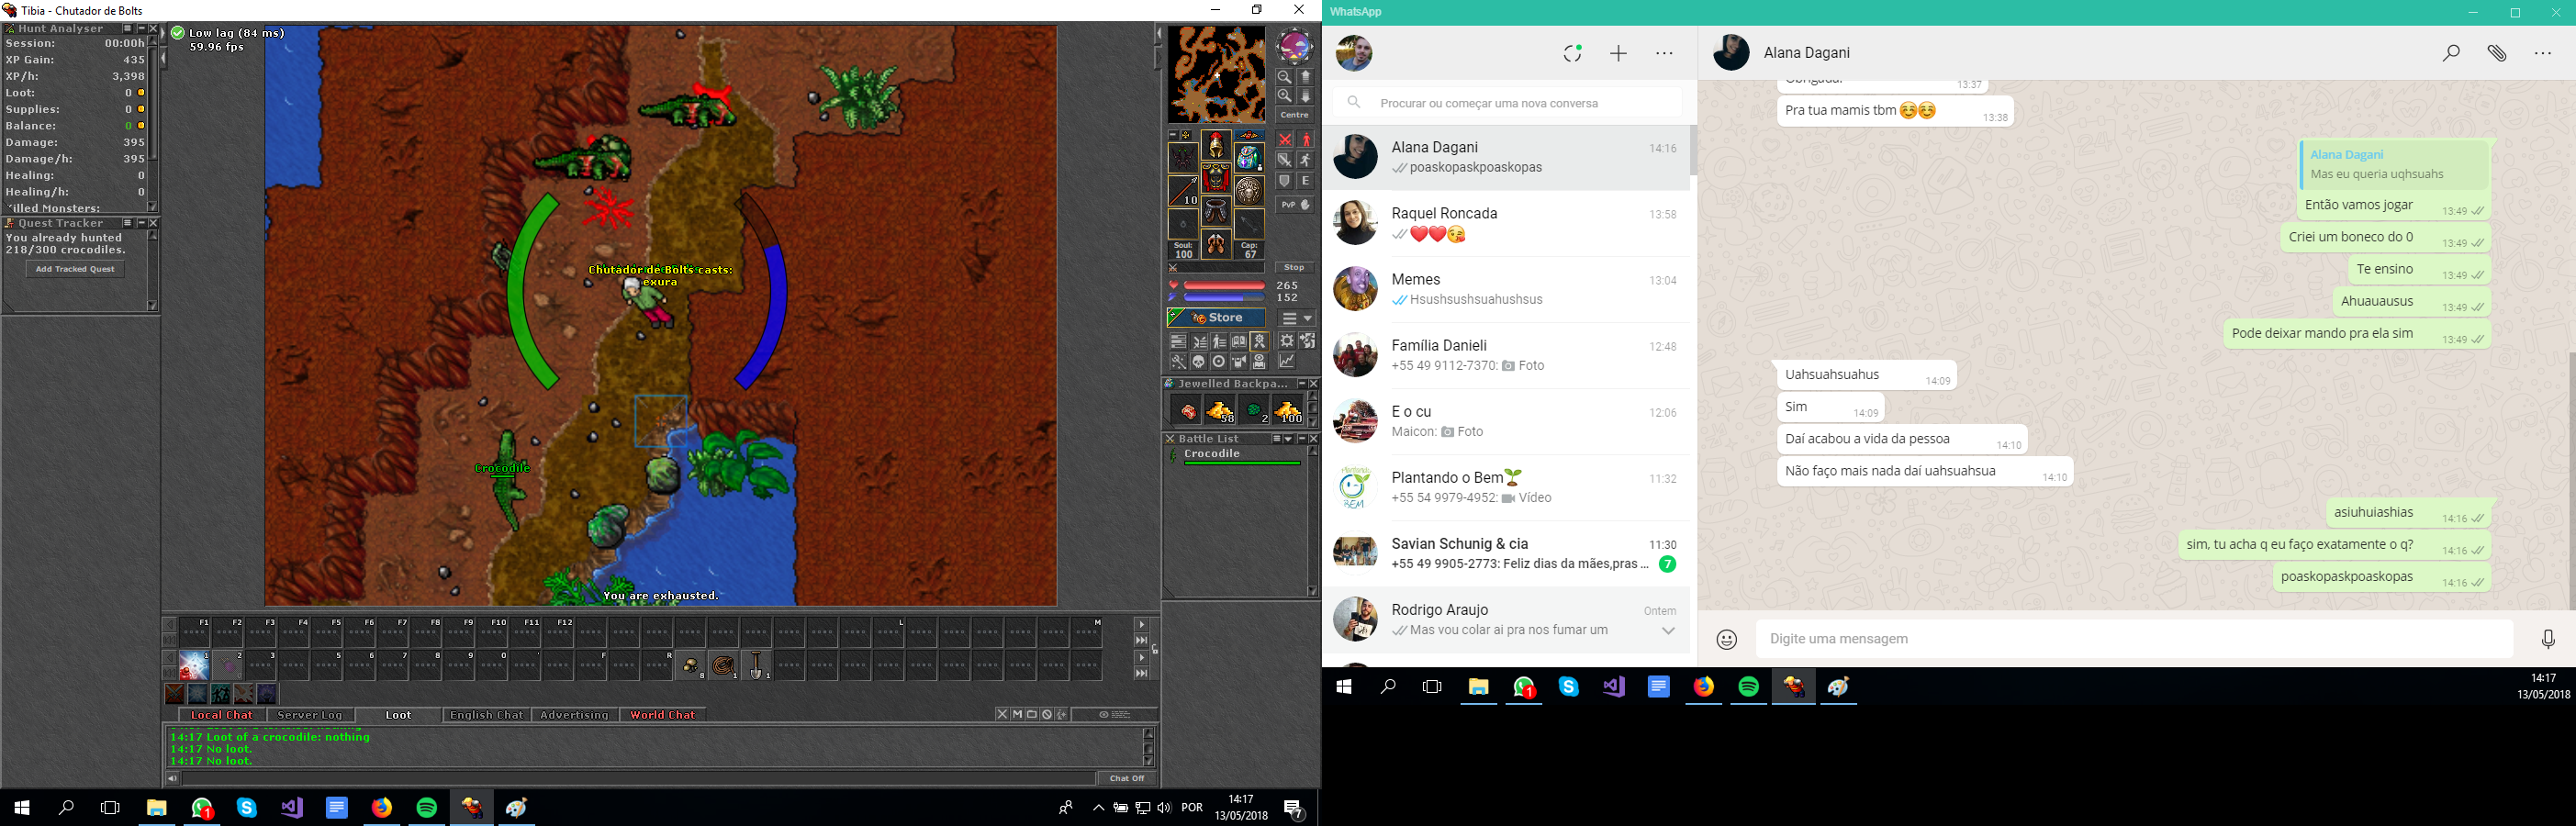 Tibia - Chutador de Bolts
Hunt Analyser
Session: 00:00h
XP Gain: 435
XP/h: 3,398
Loot: 0
Supplies: 0
Balance: 0
Damage: 395
Damage/h: 395
Healing: 0
Healing/h: 0
Killed Monsters:
Quest Tracker
You already hunted
218/300 crocodiles.
Add Tracked Quest
Low lag (84 ms)
59.96 fps
Chutador de Bolts casts:
exura
Crocodile
You are exhausted.
Centre
E
PvP
10
Soul:
100
Cap:
67
Stop
265
152
Store
Jewelled Backpa...
58
2
100
Battle List
Crocodile
F1 F2 F3 F4 F5 F6 F7 F8 F9 F10 F11 F12 L M
1 2 3 5 6 7 8 9 0 ' F R
8 1 1
Local Chat
Server Log
Loot
English Chat
Advertising
World Chat
14:17 Loot of a crocodile: nothing
14:17 No loot.
14:17 No loot.
Chat Off
POR
14:17
13/05/2018
7
WhatsApp
Procurar ou começar uma nova conversa
Alana Dagani 14:16
poaskopaskpoaskopas
Raquel Roncada 13:58
❤️❤️😘
Memes 13:04
Hsushsushsuahushsus
Família Danieli 12:48
+55 49 9112-7370: Foto
E o cu 12:06
Maicon: Foto
Plantando o Bem🌱 11:32
+55 54 9979-4952: Vídeo
Savian Schunig & cia 11:30
+55 49 9905-2773: Feliz dias da mães,pras ... 7
Rodrigo Araujo Ontem
Mas vou colar ai pra nos fumar um
Alana Dagani
Obrigada! 13:37
Pra tua mamis tbm ☺️☺️ 13:38
Alana Dagani
Mas eu queria uqhsuahs
Então vamos jogar 13:49
Criei um boneco do 0 13:49
Te ensino 13:49
Ahuauausus 13:49
Pode deixar mando pra ela sim 13:49
Uahsuahsuahus 14:09
Sim 14:09
Daí acabou a vida da pessoa 14:10
Não faço mais nada daí uahsuahsua 14:10
asiuhuiashias 14:16
sim, tu acha q eu faço exatamente o q? 14:16
poaskopaskpoaskopas 14:16
Digite uma mensagem
14:17
13/05/2018